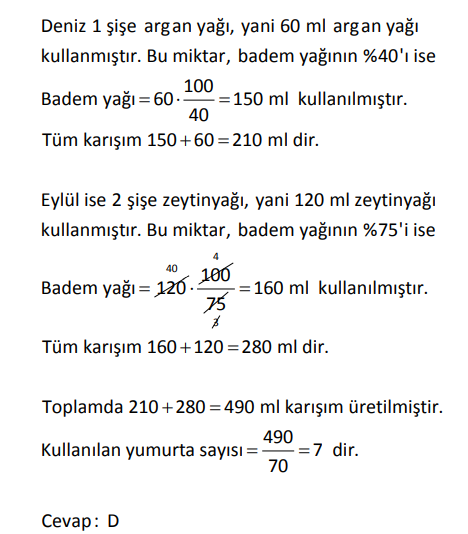 Deniz 1 şişe argan yağı, yani 60 ml argan yağı
kullanmıştır. Bu miktar, badem yağının %40'ı ise
Badem yağı = 60 · 100/40 = 150 ml kullanılmıştır.
Tüm karışım 150 + 60 = 210 ml dir.
Eylül ise 2 şişe zeytinyağı, yani 120 ml zeytinyağı
kullanmıştır. Bu miktar, badem yağının %75'i ise
40 4
Badem yağı = 120 · 100/75 = 160 ml kullanılmıştır.
3
Tüm karışım 160 + 120 = 280 ml dir.
Toplamda 210 + 280 = 490 ml karışım üretilmiştir.
Kullanılan yumurta sayısı = 490/70 = 7 dir.
Cevap: D